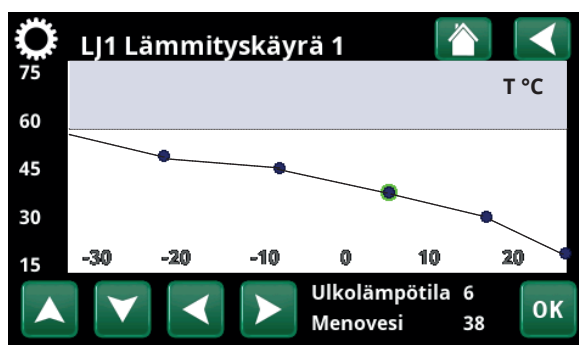 LJ1 Lämmityskäyrä 1
75
T °C
60
45
30
15
-30 -20 -10 0 10 20
Ulkolämpötila 6
Menovesi 38
OK